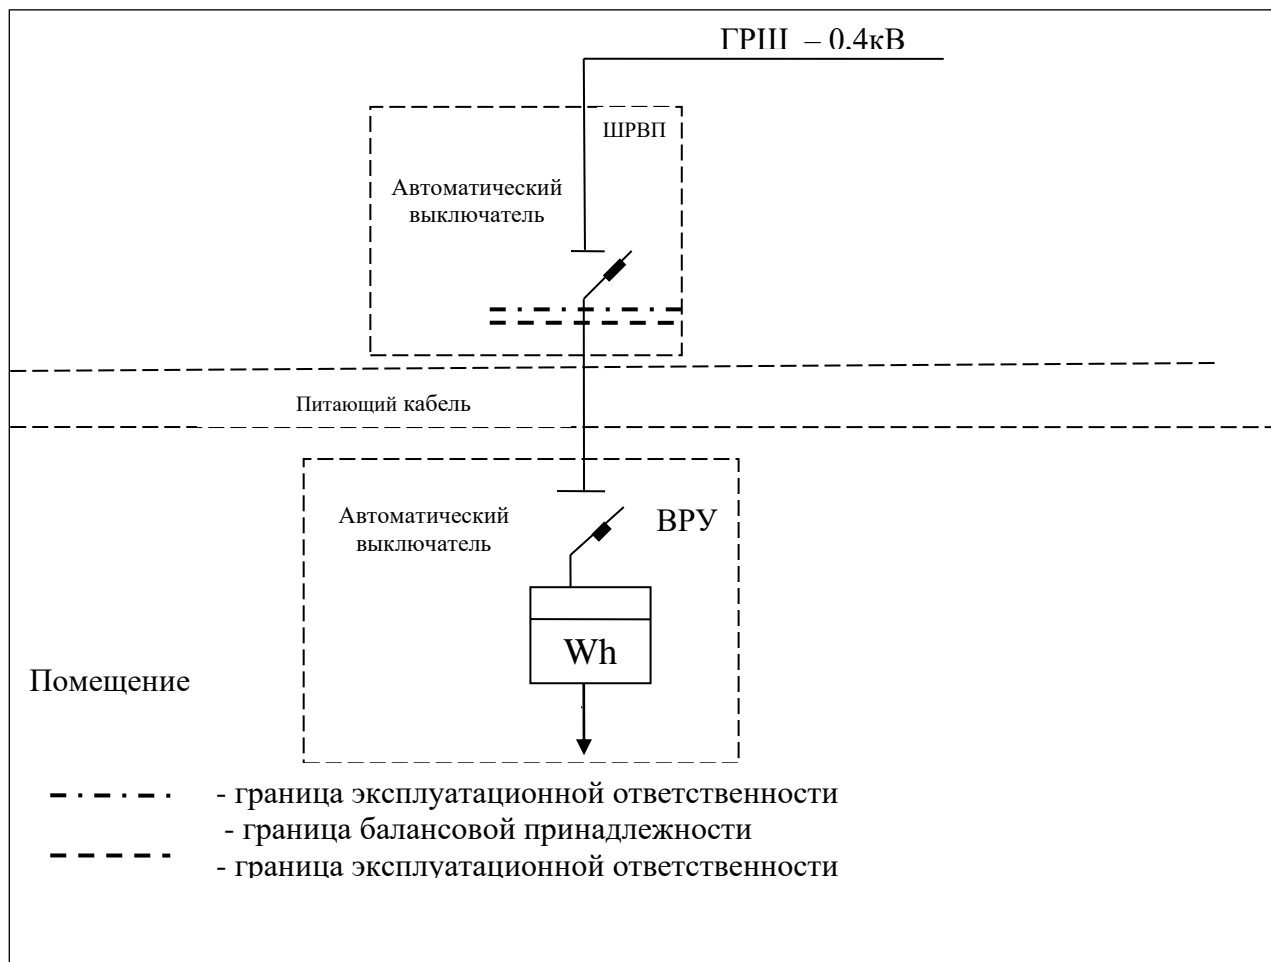 ГРЩ – 0,4кВ
ШРВП
Автоматический
выключатель
Питающий кабель
Автоматический
выключатель
ВРУ
Wh
Помещение
- граница эксплуатационной ответственности
- граница балансовой принадлежности
- граница эксплуатационной ответственности